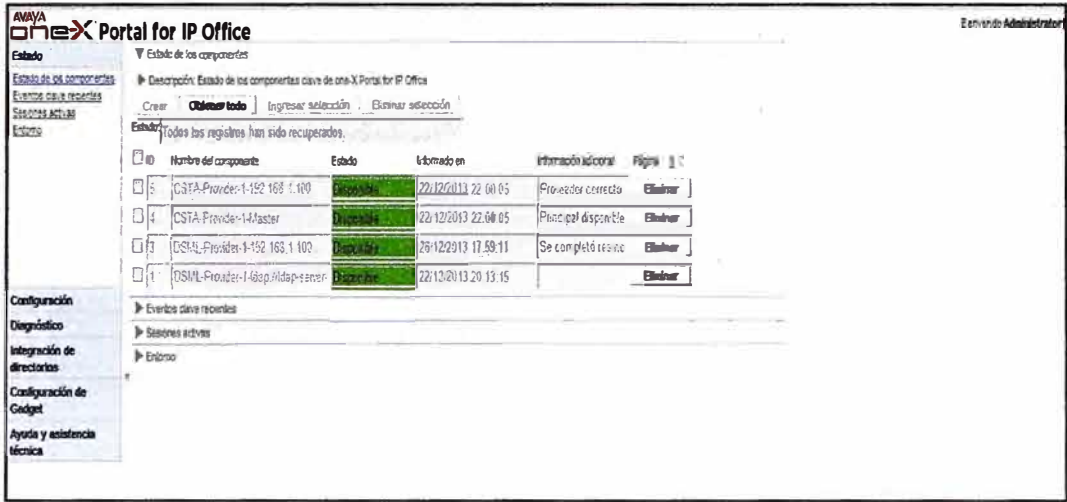 AVAYA
one-X Portal for IP Office
Bienvenido Administrator
Estado
Estado de los componentes
Eventos clave recientes
Sesiones activas
Entorno
Estado de los componentes
Descripción: Estado de los componentes clave de one-X Portal for IP Office
Crear Obtener todo Ingresar selección Eliminar selección
Estado Todos los registros han sido recuperados.
ID Nombre del componente Estado Informado en Información adicional Página 1
5 CSTA-Provider-1-192.168.1.100 Disponible 22/12/2013 22:00:05 Proveedor correcto Eliminar
4 CSTA-Provider-1-Master Disponible 22/12/2013 22:00:05 Principal disponible Eliminar
3 DSML-Provider-1-192.168.1.100 Disponible 26/12/2013 17:59:11 Se completó Eliminar
1 Disponible 22/12/2013 20:13:15 Eliminar
Eventos clave recientes
Sesiones activas
Entorno
Configuración
Diagnóstico
Integración de
directorios
Configuración de
Gadget
Ayuda y asistencia
técnica